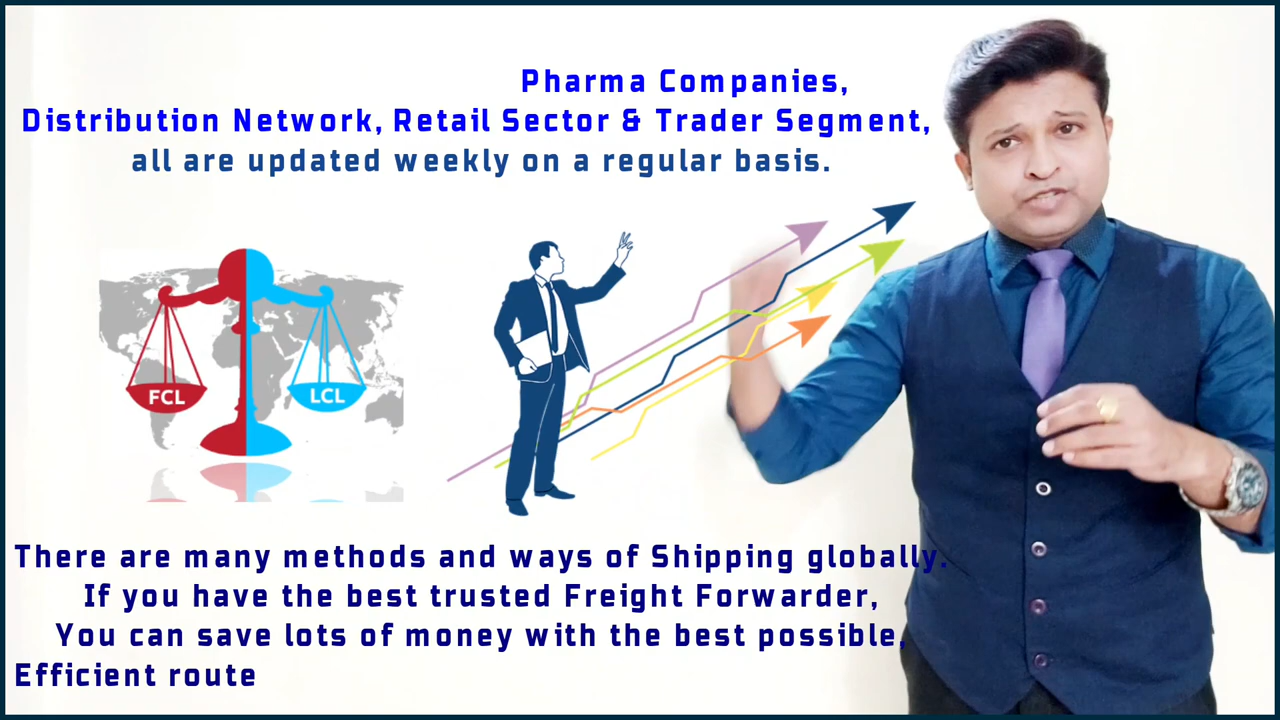 Pharma Companies,
Distribution Network, Retail Sector & Trader Segment,
all are updated weekly on a regular basis.
FCL
LCL
There are many methods and ways of Shipping globally.
If you have the best trusted Freight Forwarder,
You can save lots of money with the best possible,
Efficient route